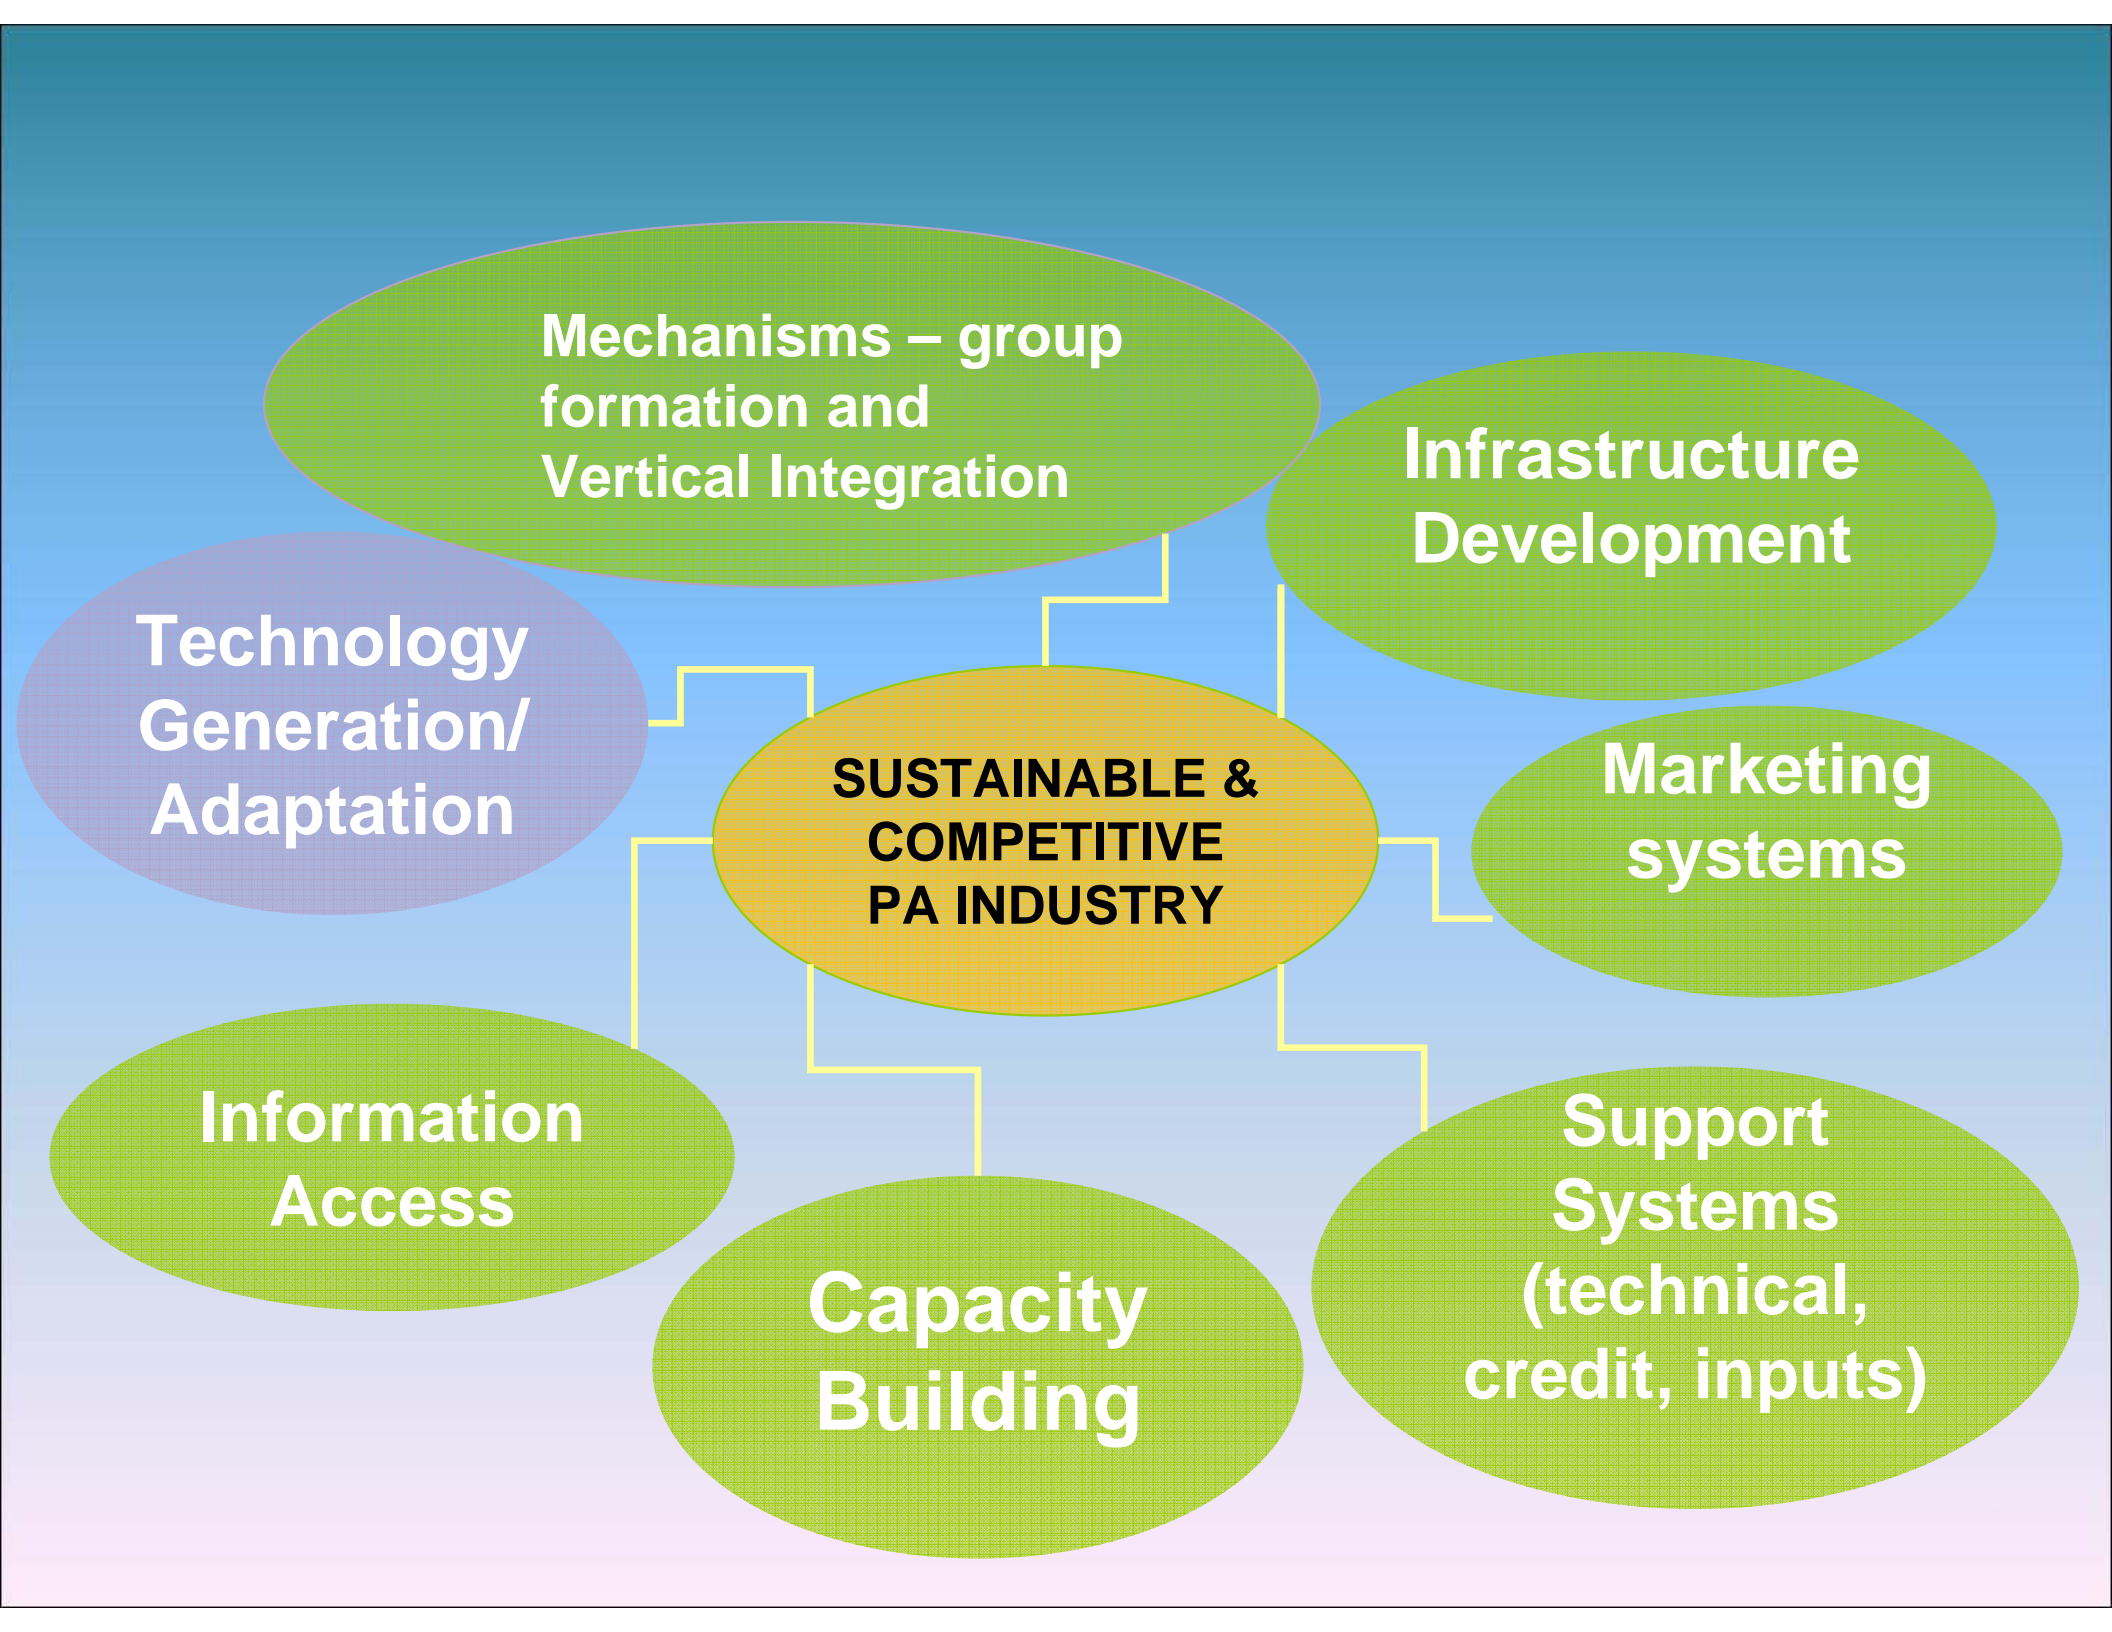 Mechanisms – group
formation and
Vertical Integration
Infrastructure
Development
Technology
Generation/
Adaptation
SUSTAINABLE &
COMPETITIVE
PA INDUSTRY
Marketing
systems
Information
Access
Capacity
Building
Support
Systems
(technical,
credit, inputs)